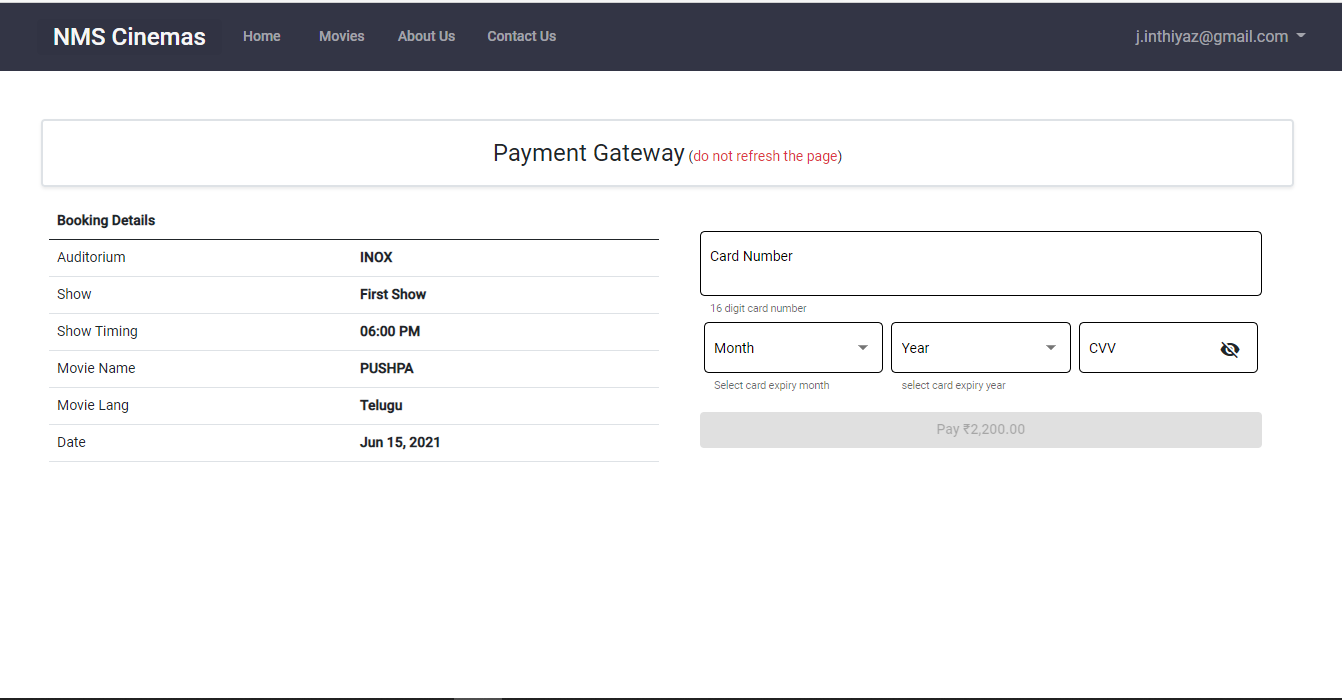 NMS Cinemas Home Movies About Us Contact Us j.inthiyaz@gmail.com
Payment Gateway (do not refresh the page)
Booking Details
Auditorium INOX
Show First Show
Show Timing 06:00 PM
Movie Name PUSHPA
Movie Lang Telugu
Date Jun 15, 2021
Card Number
16 digit card number
Month Year CVV
Select card expiry month select card expiry year
Pay ₹2,200.00